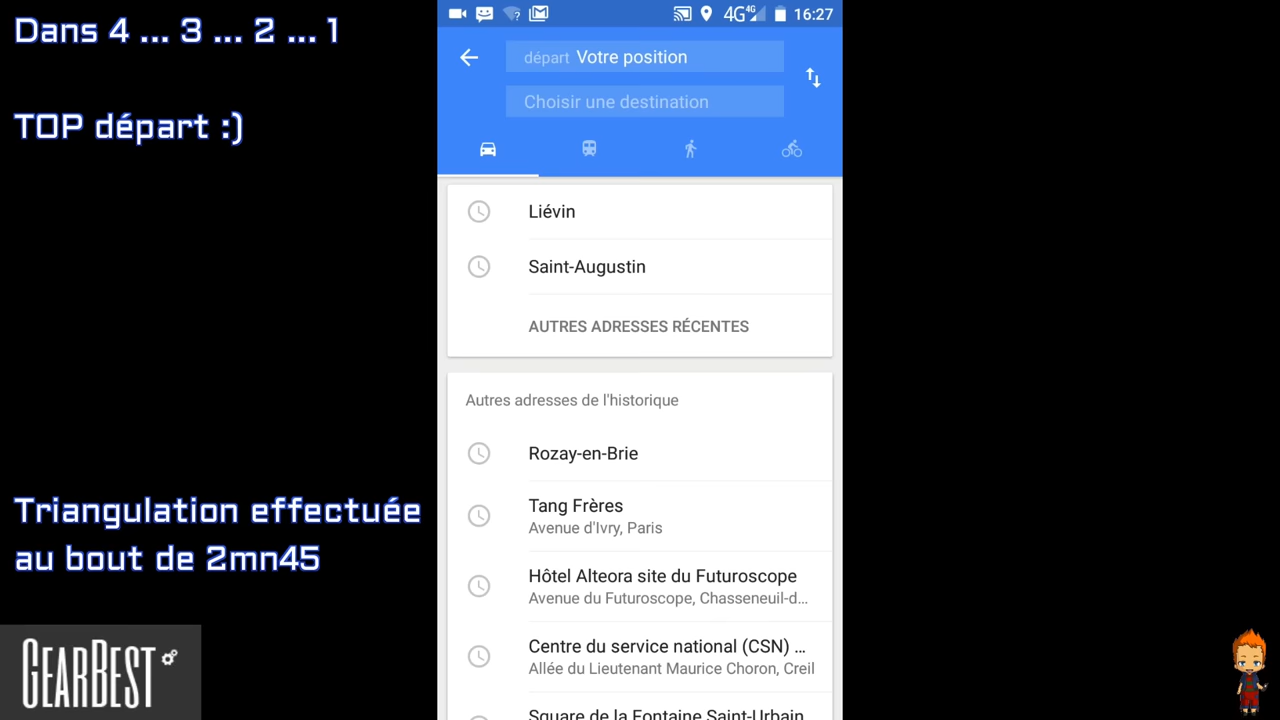 Dans 4 ... 3 ... 2 ... 1
TOP départ :)
Triangulation effectuée
au bout de 2mn45
GEARBEST
4G 4G 16:27
départ Votre position
Choisir une destination
Liévin
Saint-Augustin
AUTRES ADRESSES RÉCENTES
Autres adresses de l'historique
Rozay-en-Brie
Tang Frères
Avenue d'Ivry, Paris
Hôtel Alteora site du Futuroscope
Avenue du Futuroscope, Chasseneuil-d...
Centre du service national (CSN) ...
Allée du Lieutenant Maurice Choron, Creil
Square de la Fontaine Saint-Urbain